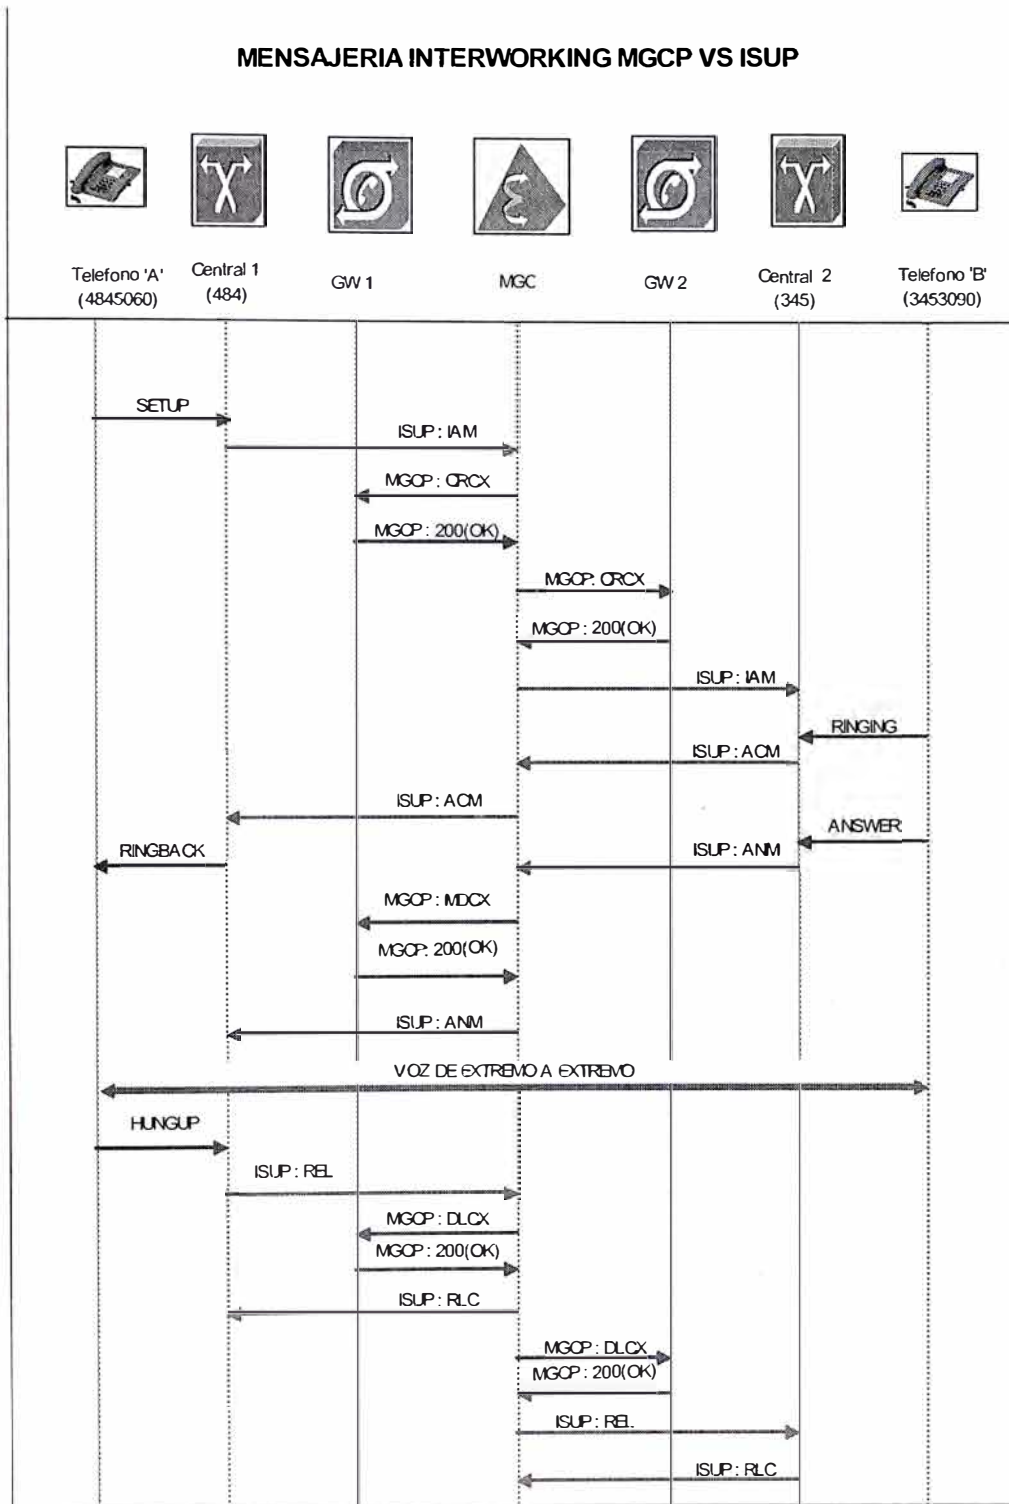 MENSAJERIA INTERWORKING MGCP VS ISUP
Telefono 'A'
(4845060)
Central 1
(484)
GW 1
MGC
GW 2
Central 2
(345)
Telefono 'B'
(3453090)
SETUP
ISUP : IAM
MGCP : CRCX
MGCP : 200(OK)
MGCP: CRCX
MGCP : 200(OK)
ISUP : IAM
RINGING
ISUP : ACM
ISUP : ACM
ANSWER
RINGBACK
ISUP : ANM
MGCP : MDCX
MGCP: 200(OK)
ISUP : ANM
VOZ DE EXTREMO A EXTREMO
HUNGUP
ISUP : REL
MGCP : DLCX
MGCP : 200(OK)
ISUP : RLC
MGCP : DLCX
MGCP : 200(OK)
ISUP : REL
ISUP : RLC